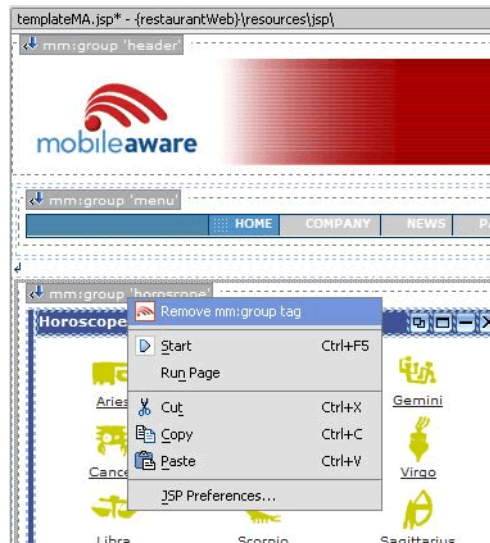 templateMA.jsp* - {restaurantWeb}\resources\jsp\
mm:group 'header'
mobileaware
mm:group 'menu'
HOME COMPANY NEWS
mm:group 'horoscope'
Horoscope
Remove mm:group tag
Start Ctrl+F5
Run Page
Cut Ctrl+X
Copy Ctrl+C
Paste Ctrl+V
JSP Preferences...
Aries Gemini
Cance Virgo
Libra Scorpio Sagittarius